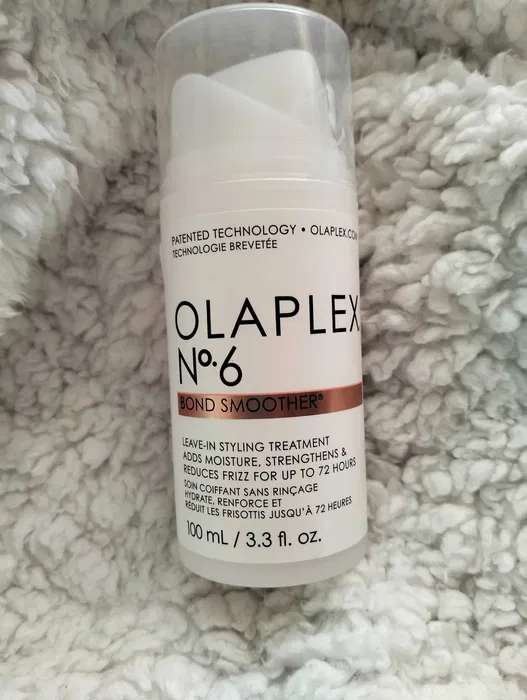 PATENTED TECHNOLOGY • OLAPLEX.COM
TECHNOLOGIE BREVETÉE
OLAPLEX
Nº.6
BOND SMOOTHER®
LEAVE-IN STYLING TREATMENT
ADDS MOISTURE, STRENGTHENS &
REDUCES FRIZZ FOR UP TO 72 HOURS
SOIN COIFFANT SANS RINÇAGE
HYDRATE, RENFORCE ET
RÉDUIT LES FRISOTTIS JUSQU'À 72 HEURES
100 mL / 3.3 fl. oz.